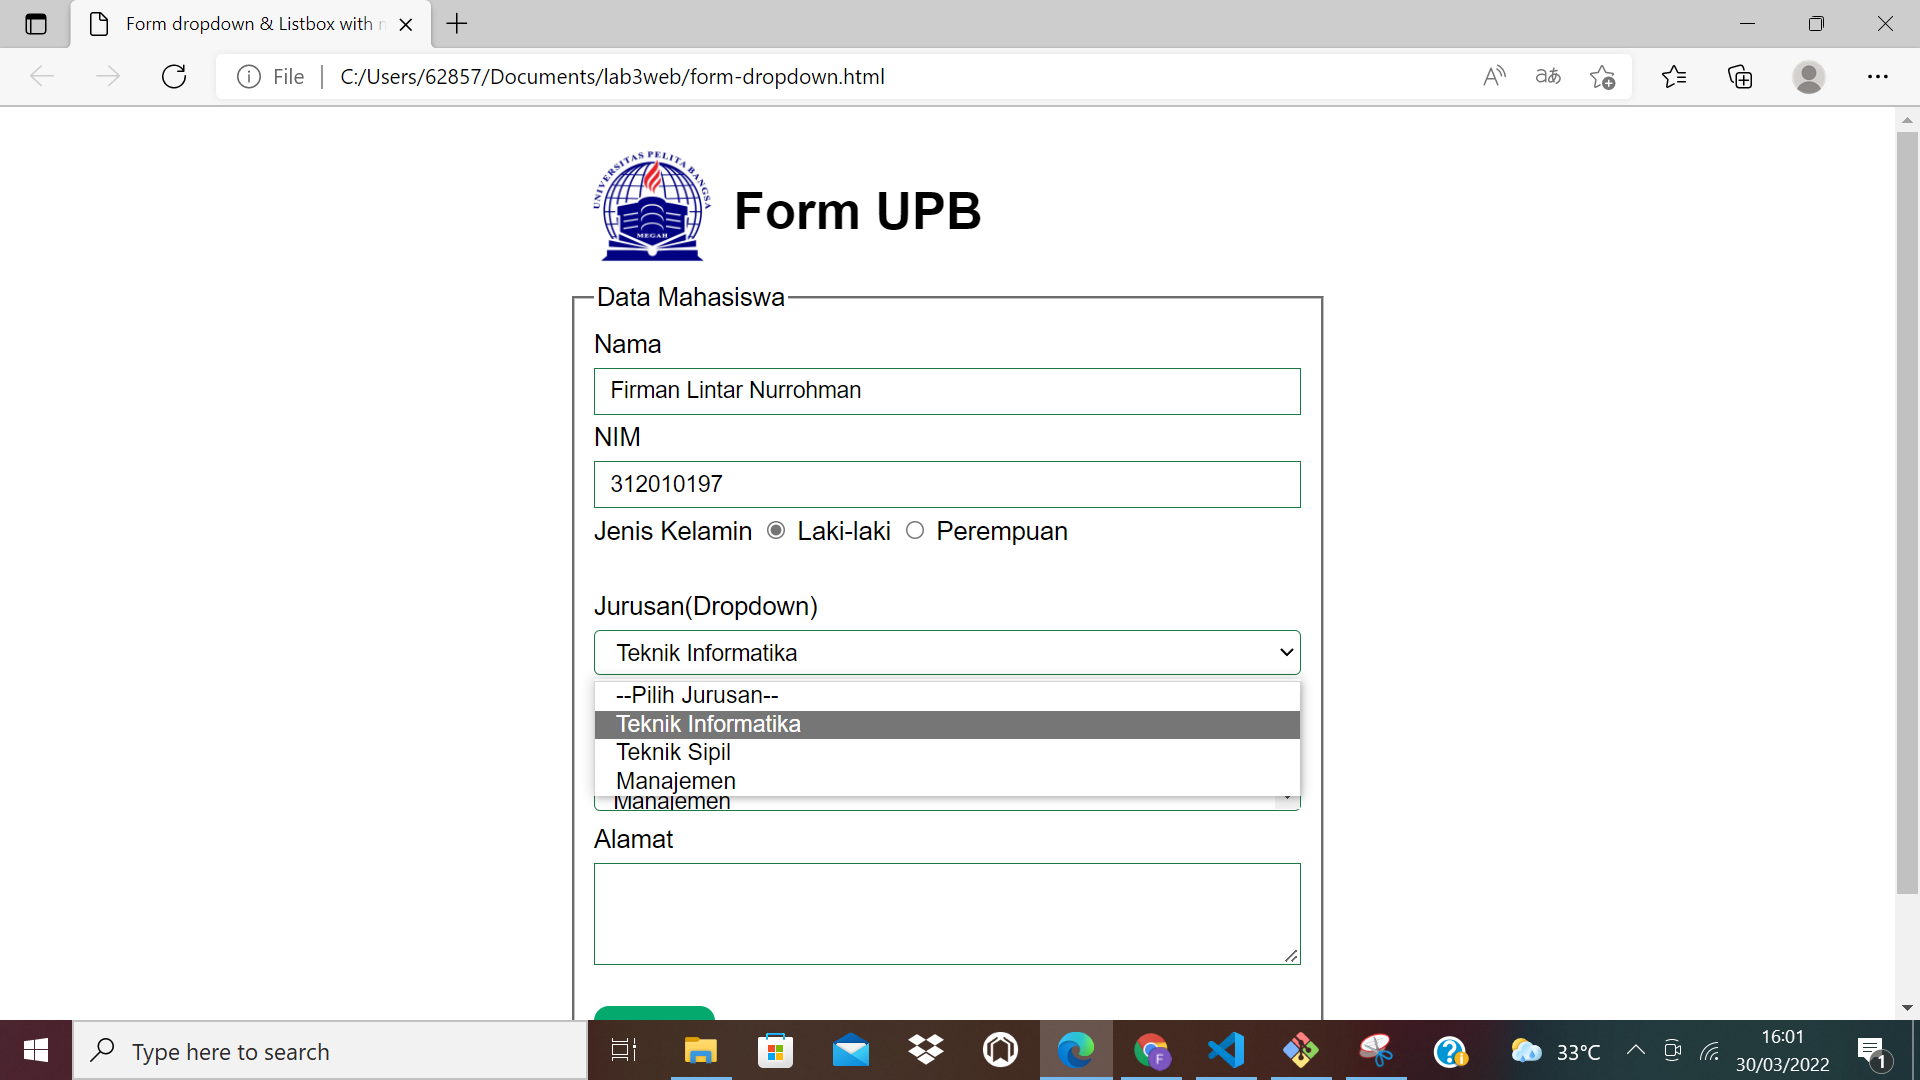 Form dropdown & Listbox with
File
C:/Users/62857/Documents/lab3web/form-dropdown.html
UNIVERSITAS PELITA BANGSA
MEGAH
Form UPB
Data Mahasiswa
Nama
Firman Lintar Nurrohman
NIM
312010197
Jenis Kelamin Laki-laki Perempuan
Jurusan(Dropdown)
Teknik Informatika
--Pilih Jurusan--
Teknik Informatika
Teknik Sipil
Manajemen
Manajemen
Alamat
Type here to search
F
33°C
16:01
30/03/2022
1